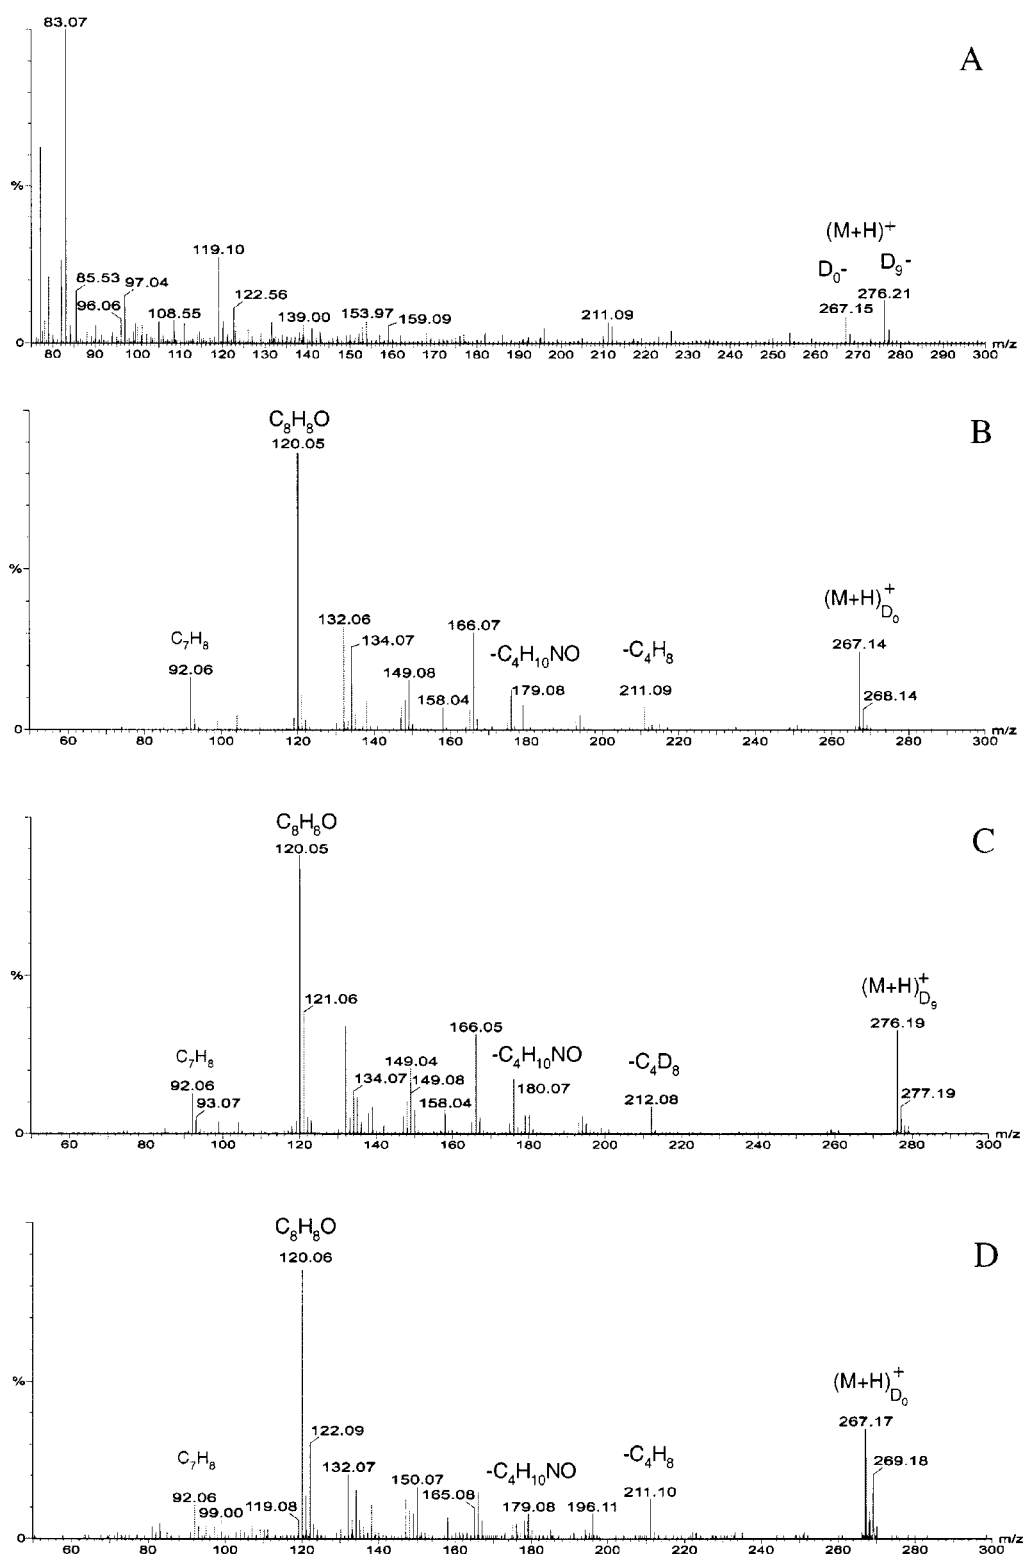 83.07
A
%
119.10
85.53
97.04
96.06
122.56
108.55
139.00
153.97
159.09
211.09
(M+H)+
D0-
D9-
267.15
276.21
0
80 90 100 110 120 130 140 150 160 170 180 190 200 210 220 230 240 250 260 270 280 290 300 m/z
B
C8H8O
120.05
%
C7H8
92.06
132.06
134.07
149.08
158.04
166.07
-C4H10NO
179.08
-C4H8
211.09
(M+H)+D0
267.14
268.14
0
60 80 100 120 140 160 180 200 220 240 260 280 300 m/z
C
C8H8O
120.05
%
121.06
C7H8
92.06
93.07
134.07
149.04
149.08
158.04
166.05
-C4H10NO
180.07
-C4D8
212.08
(M+H)+D9
276.19
277.19
0
60 80 100 120 140 160 180 200 220 240 260 280 300 m/z
D
C8H8O
120.06
%
122.09
C7H8
92.06
99.00
119.08
132.07
150.07
165.08
-C4H10NO
179.08
196.11
-C4H8
211.10
(M+H)+D0
267.17
269.18
0
60 80 100 120 140 160 180 200 220 240 260 280 300 m/z